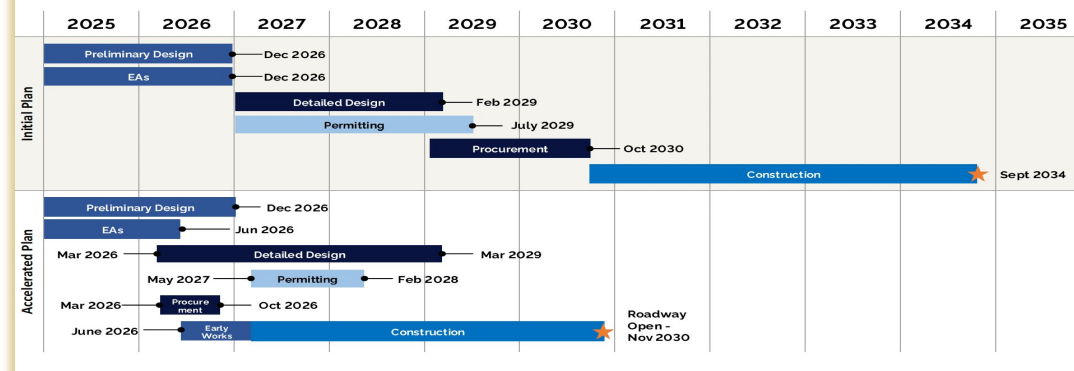 2025 2026 2027 2028 2029 2030 2031 2032 2033 2034 2035
Initial Plan
Preliminary Design Dec 2026
EAs Dec 2026
Detailed Design Feb 2029
Permitting July 2029
Procurement Oct 2030
Construction Sept 2034
Accelerated Plan
Preliminary Design Dec 2026
EAs Jun 2026
Mar 2026 Detailed Design Mar 2029
May 2027 Permitting Feb 2028
Mar 2026 Procure
ment Oct 2026
June 2026 Early
Works Construction
Roadway
Open -
Nov 2030